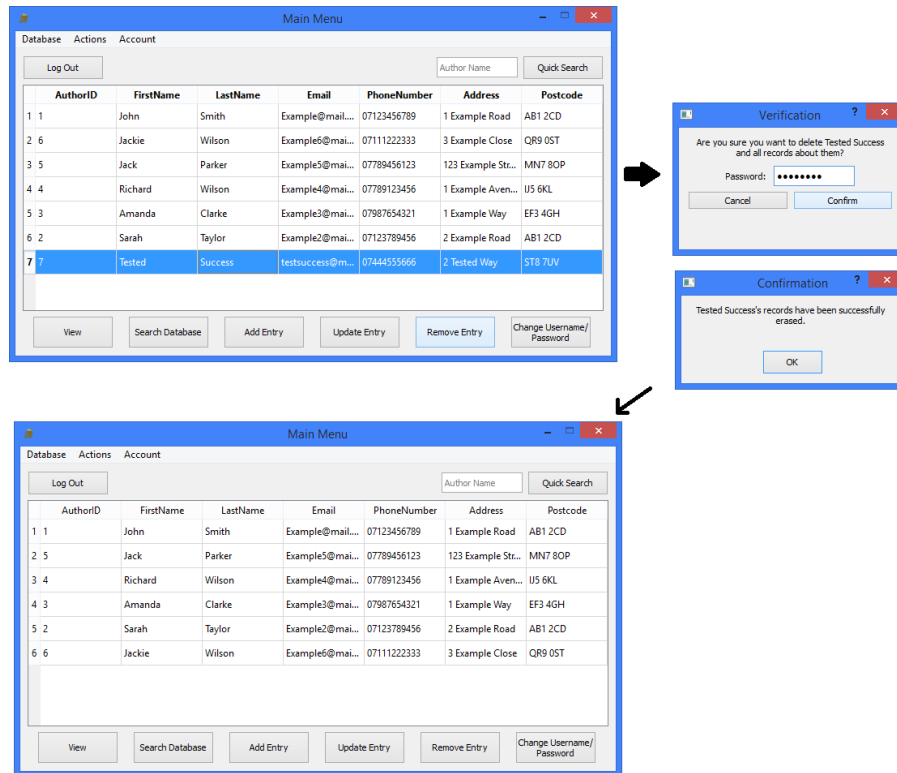 Main Menu
Database Actions Account
Log Out Author Name Quick Search
AuthorID FirstName LastName Email PhoneNumber Address Postcode
1 1 John Smith Example@mail.... 07123456789 1 Example Road AB1 2CD
2 6 Jackie Wilson Example6@mai... 07111222333 3 Example Close QR9 0ST
3 5 Jack Parker Example5@mai... 07789456123 123 Example Str... MN7 8OP
4 4 Richard Wilson Example4@mai... 07789123456 1 Example Aven... IJ5 6KL
5 3 Amanda Clarke Example3@mai... 07987654321 1 Example Way EF3 4GH
6 2 Sarah Taylor Example2@mai... 07123789456 2 Example Road AB1 2CD
7 7 Tested Success testsuccess@m... 07444555666 2 Tested Way ST8 7UV
View Search Database Add Entry Update Entry Remove Entry Change Username/
Password
Verification ?
Are you sure you want to delete Tested Success
and all records about them?
Password: ••••••••
Cancel Confirm
Confirmation ?
Tested Success's records have been successfully
erased.
OK
Main Menu
Database Actions Account
Log Out Author Name Quick Search
AuthorID FirstName LastName Email PhoneNumber Address Postcode
1 1 John Smith Example@mail.... 07123456789 1 Example Road AB1 2CD
2 5 Jack Parker Example5@mai... 07789456123 123 Example Str... MN7 8OP
3 4 Richard Wilson Example4@mai... 07789123456 1 Example Aven... IJ5 6KL
4 3 Amanda Clarke Example3@mai... 07987654321 1 Example Way EF3 4GH
5 2 Sarah Taylor Example2@mai... 07123789456 2 Example Road AB1 2CD
6 6 Jackie Wilson Example6@mai... 07111222333 3 Example Close QR9 0ST
View Search Database Add Entry Update Entry Remove Entry Change Username/
Password